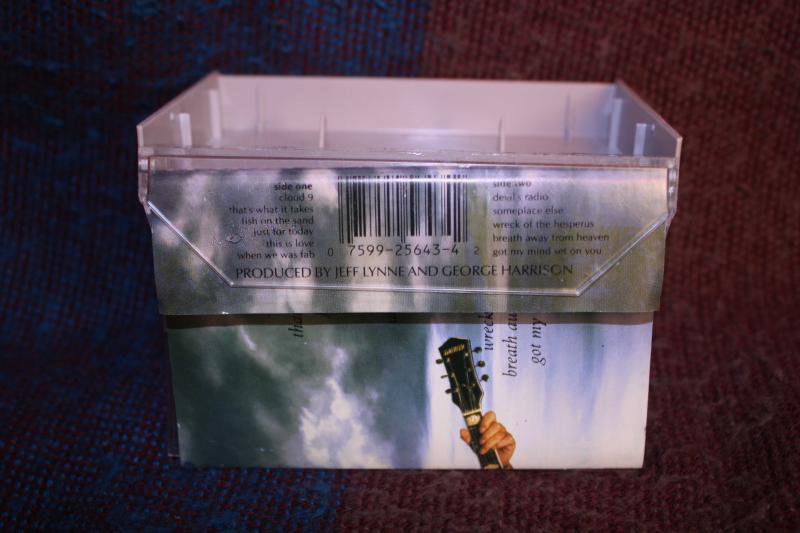 side one
cloud 9
that's what it takes
fish on the sand
just for today
this is love
when we was fab
0 7599-25643-4 2
side two
devil's radio
someplace else
wreck of the hesperus
breath away from heaven
got my mind set on you
PRODUCED BY JEFF LYNNE AND GEORGE HARRISON
tha
wreck
breath aw
got my